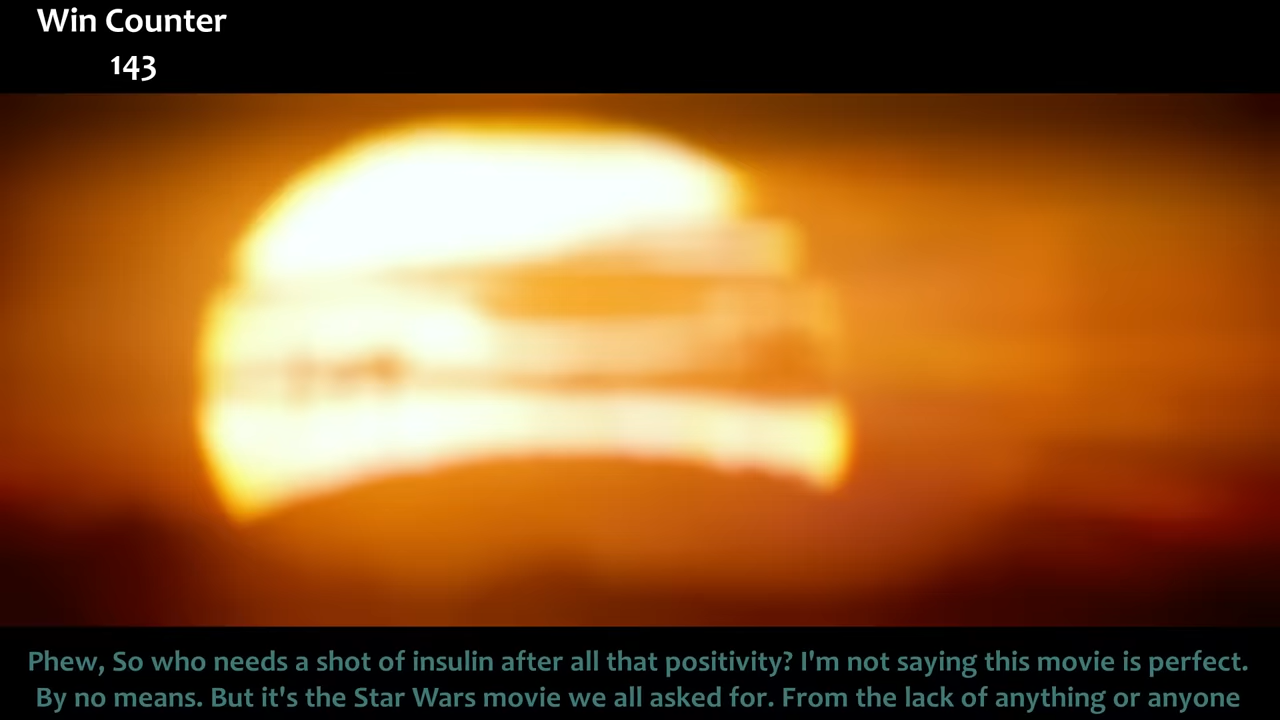 Win Counter
143
Phew, So who needs a shot of insulin after all that positivity? I'm not saying this movie is perfect.
By no means. But it's the Star Wars movie we all asked for. From the lack of anything or anyone